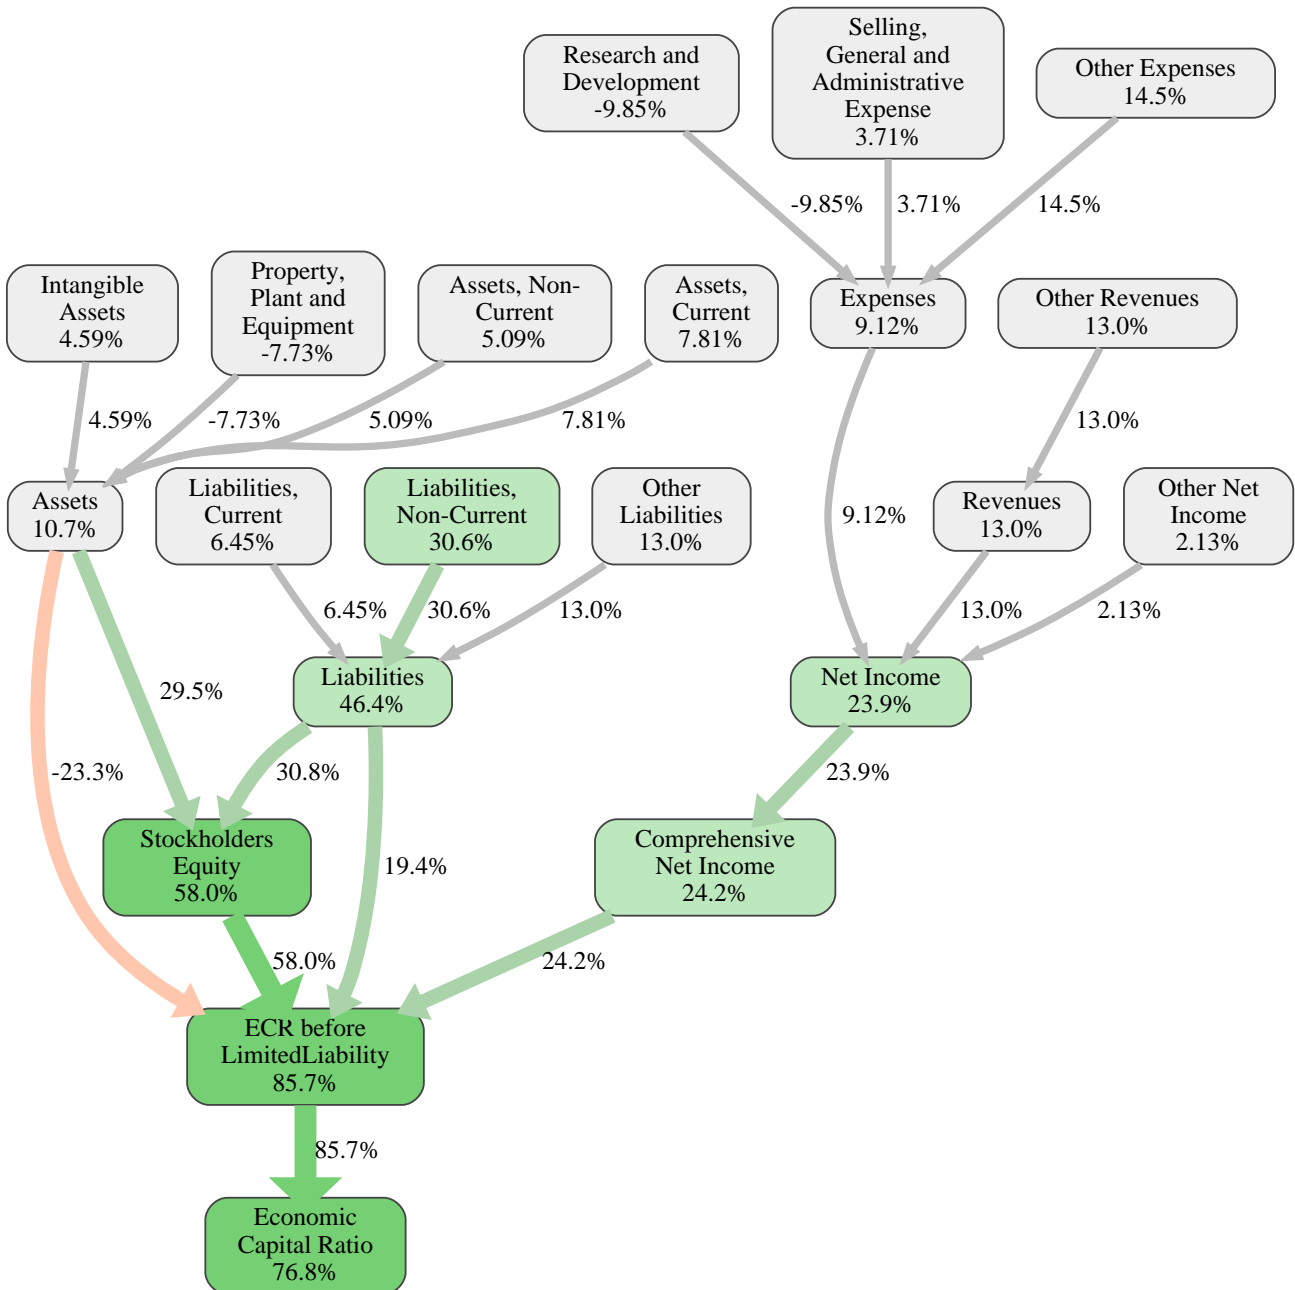 Research and
Development
-9.85%
Selling,
General and
Administrative
Expense
3.71%
Other Expenses
14.5%
-9.85%
3.71%
14.5%
Intangible
Assets
4.59%
Property,
Plant and
Equipment
-7.73%
Assets, Non-
Current
5.09%
Assets,
Current
7.81%
Expenses
9.12%
Other Revenues
13.0%
4.59%
-7.73%
5.09%
7.81%
13.0%
Assets
10.7%
Liabilities,
Current
6.45%
Liabilities,
Non-Current
30.6%
Other
Liabilities
13.0%
9.12%
Revenues
13.0%
Other Net
Income
2.13%
6.45%
30.6%
13.0%
13.0%
2.13%
29.5%
Liabilities
46.4%
Net Income
23.9%
-23.3%
30.8%
23.9%
Stockholders
Equity
58.0%
19.4%
Comprehensive
Net Income
24.2%
58.0%
24.2%
ECR before
LimitedLiability
85.7%
85.7%
Economic
Capital Ratio
76.8%